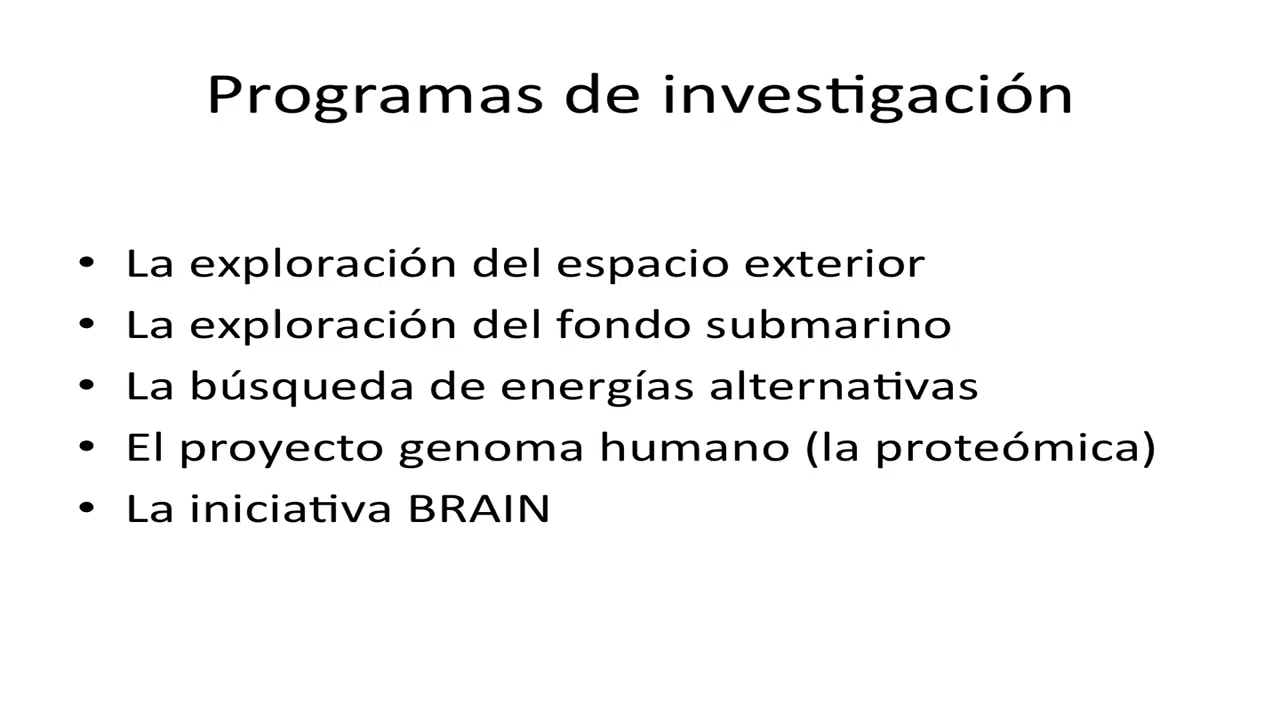 Programas de investigación
• La exploración del espacio exterior
• La exploración del fondo submarino
• La búsqueda de energías alternativas
• El proyecto genoma humano (la proteómica)
• La iniciativa BRAIN